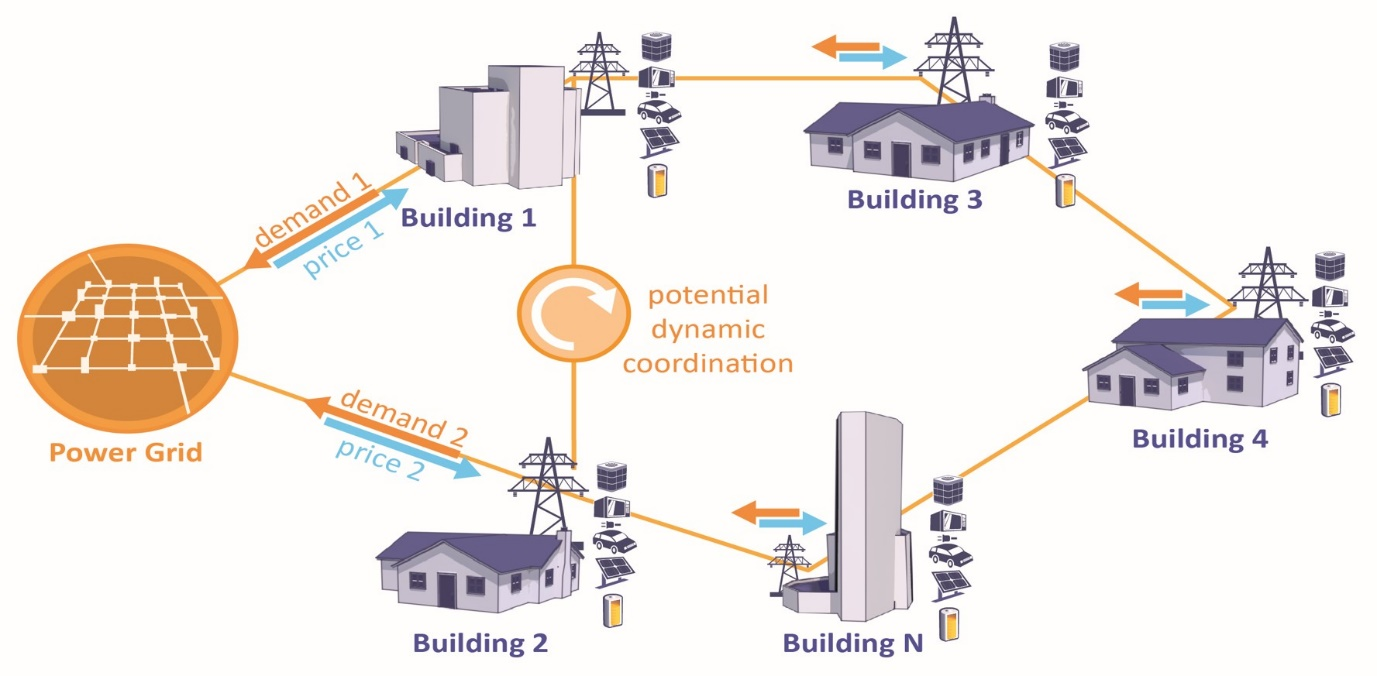 Building 1
Building 3
demand 1
price 1
potential
dynamic
coordination
Power Grid
demand 2
price 2
Building 4
Building 2
Building N